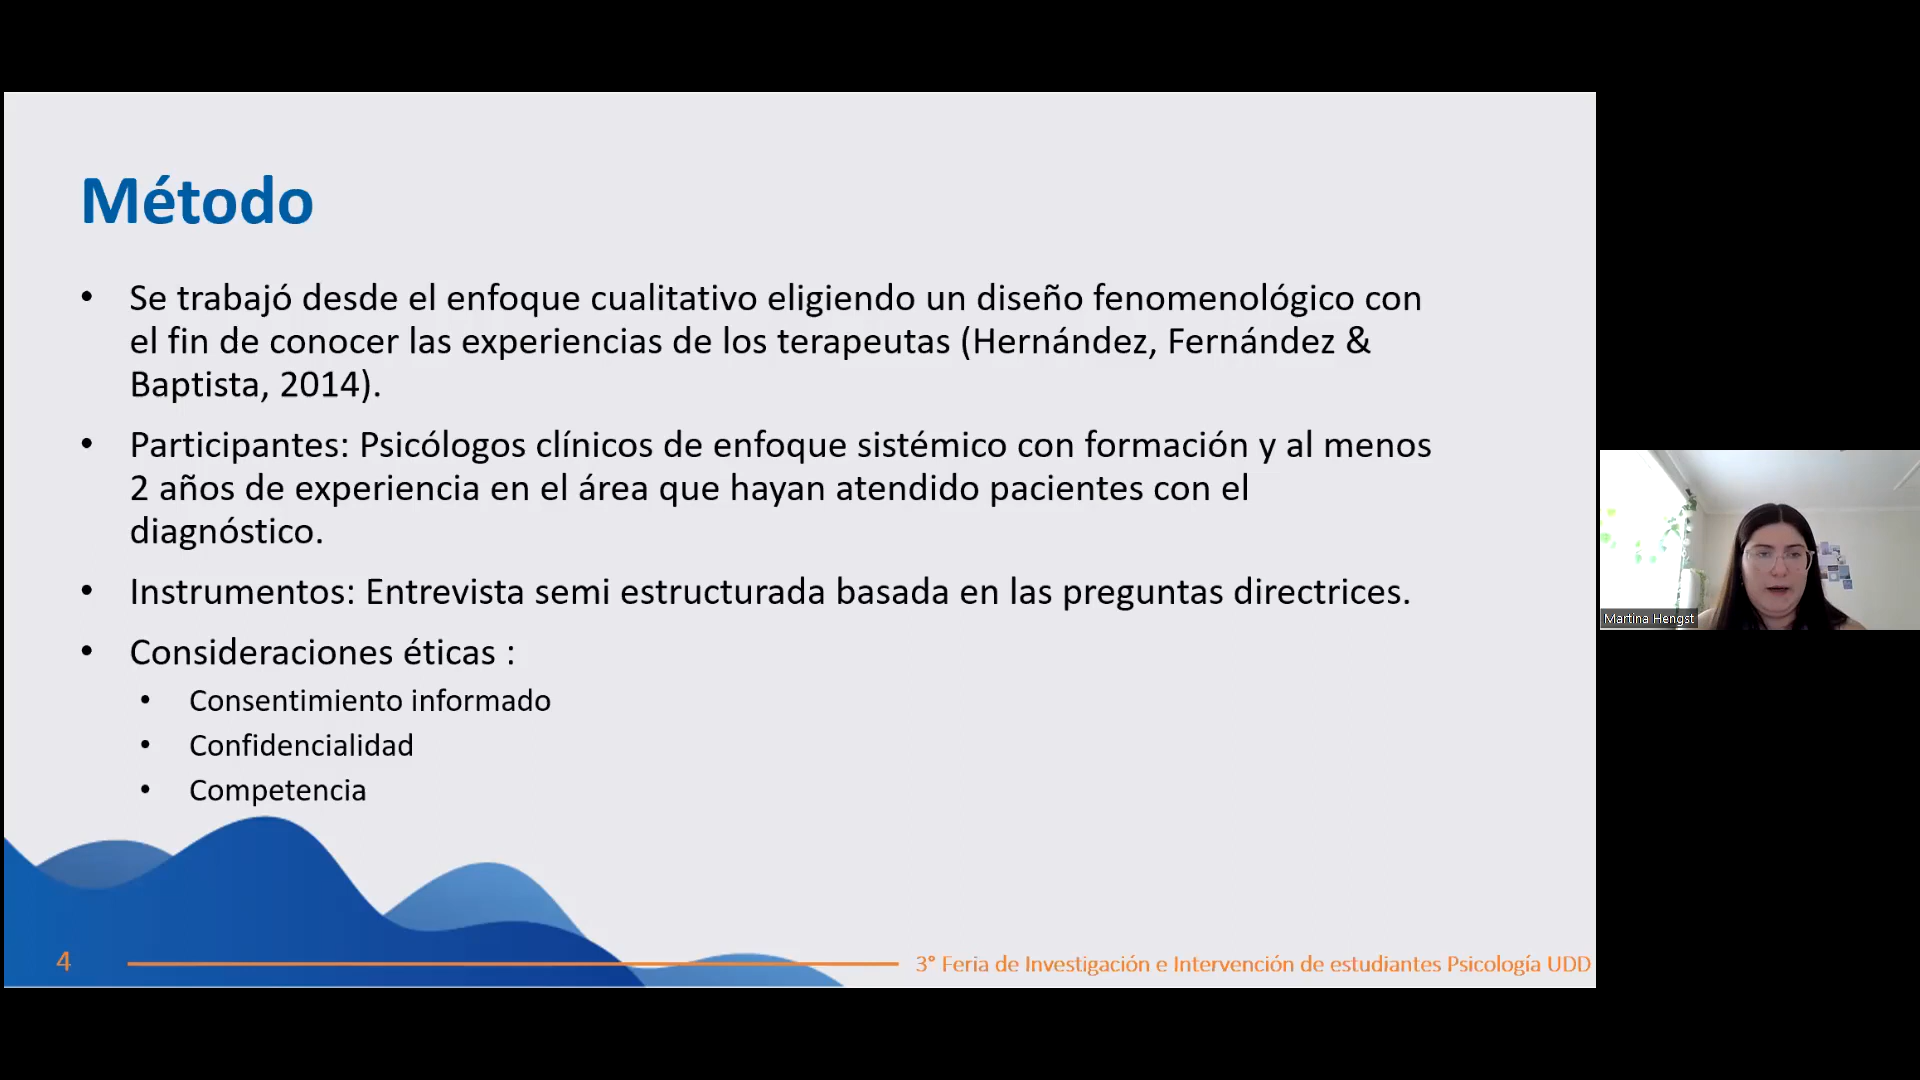 Método
• Se trabajó desde el enfoque cualitativo eligiendo un diseño fenomenológico con
el fin de conocer las experiencias de los terapeutas (Hernández, Fernández &
Baptista, 2014).
• Participantes: Psicólogos clínicos de enfoque sistémico con formación y al menos
2 años de experiencia en el área que hayan atendido pacientes con el
diagnóstico.
• Instrumentos: Entrevista semi estructurada basada en las preguntas directrices.
• Consideraciones éticas :
• Consentimiento informado
• Confidencialidad
• Competencia
4
3° Feria de Investigación e Intervención de estudiantes Psicología UDD
Martina Hengst